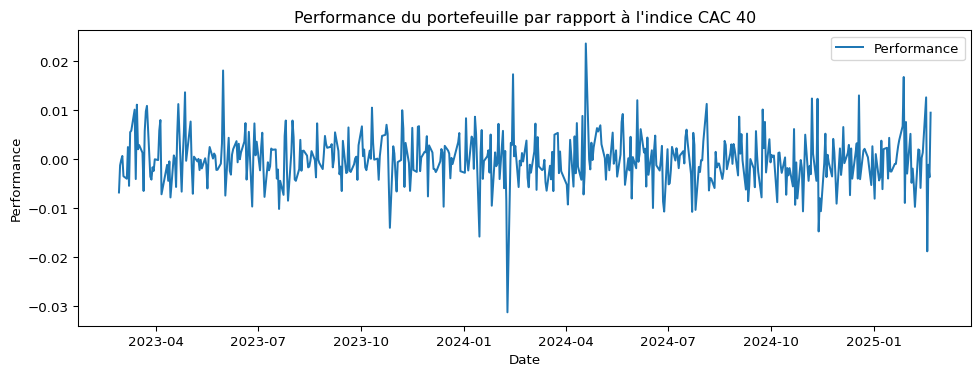 Performance du portefeuille par rapport à l'indice CAC 40
Performance
0.02
0.01
0.00
−0.01
−0.02
−0.03
Performance
2023-04 2023-07 2023-10 2024-01 2024-04 2024-07 2024-10 2025-01
Date